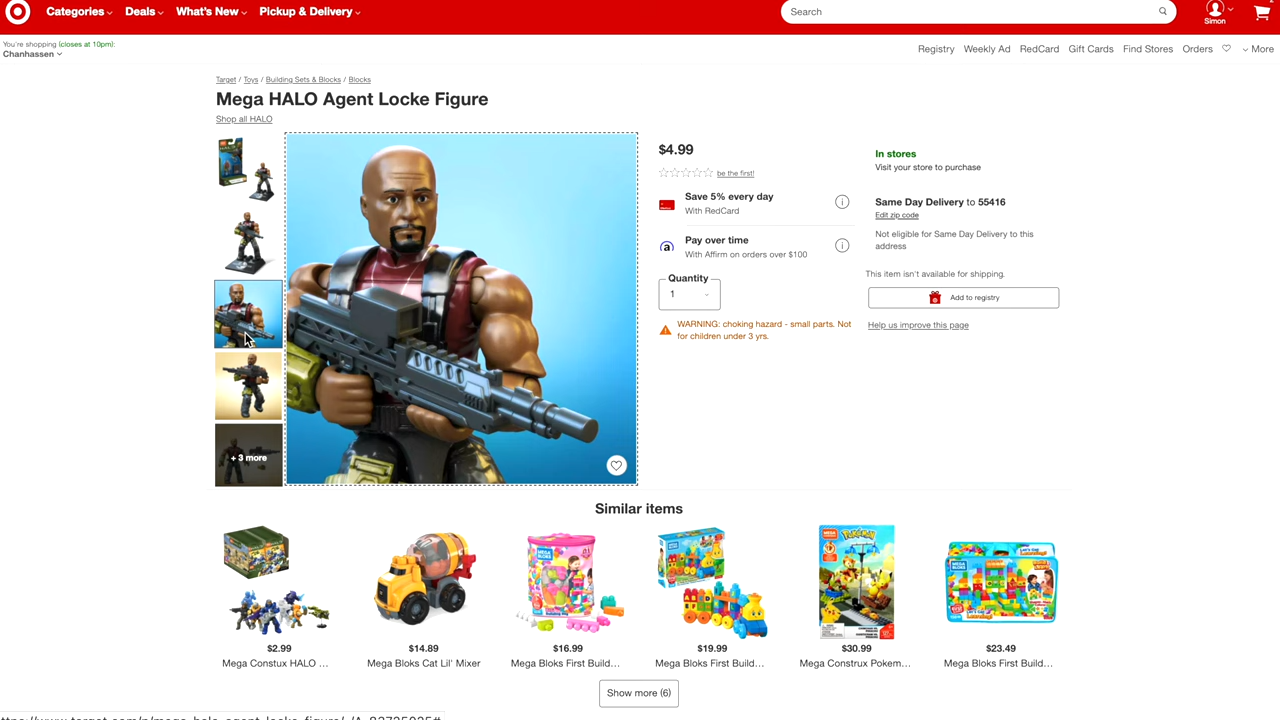 Categories
Deals
What's New
Pickup & Delivery
Search
Simon
You're shopping (closes at 10pm):
Chanhassen
Registry
Weekly Ad
RedCard
Gift Cards
Find Stores
Orders
More
Target / Toys / Building Sets & Blocks / Blocks
Mega HALO Agent Locke Figure
Shop all HALO
+ 3 more
$4.99
be the first!
Save 5% every day
With RedCard
Pay over time
With Affirm on orders over $100
Quantity
1
WARNING: choking hazard - small parts. Not
for children under 3 yrs.
In stores
Visit your store to purchase
Same Day Delivery to 55416
Edit zip code
Not eligible for Same Day Delivery to this
address
This item isn't available for shipping.
Add to registry
Help us improve this page
Similar items
$2.99
Mega Constux HALO ...
$14.89
Mega Bloks Cat Lil' Mixer
$16.99
Mega Bloks First Build...
$19.99
Mega Bloks First Build...
$30.99
Mega Construx Pokem...
$23.49
Mega Bloks First Build...
Show more (6)